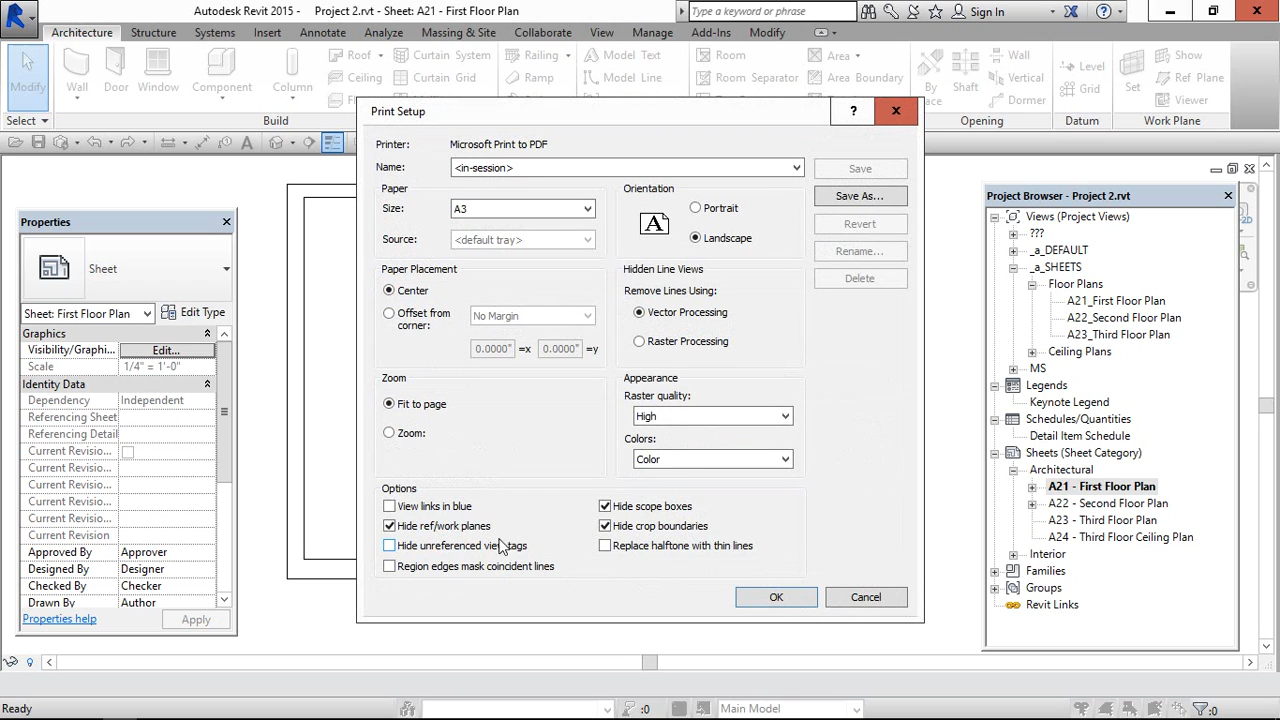 Autodesk Revit 2015 - Project 2.rvt - Sheet: A21 - First Floor Plan
Type a keyword or phrase
Sign In
Architecture Structure Systems Insert Annotate Analyze Massing & Site Collaborate View Manage Add-Ins Modify
Modify
Wall
Door
Window
Component
Column
Roof
Ceiling
Curtain System
Curtain Grid
Railing
Ramp
Model Text
Model Line
Room
Room Separator
Area
Area Boundary
By
Face
Shaft
Wall
Vertical
Dormer
Level
Grid
Set
Show
Ref Plane
Viewer
Select
Build
Opening
Datum
Work Plane
Print Setup
Printer: Microsoft Print to PDF
Name: <in-session>
Save
Save As...
Revert
Rename...
Delete
Paper
Size: A3
Source: <default tray>
Orientation
Portrait
Landscape
Paper Placement
Center
Offset from
corner:
No Margin
0.0000" =x 0.0000" =y
Hidden Line Views
Remove Lines Using:
Vector Processing
Raster Processing
Zoom
Fit to page
Zoom:
Appearance
Raster quality:
High
Colors:
Color
Options
View links in blue
Hide ref/work planes
Hide unreferenced view tags
Region edges mask coincident lines
Hide scope boxes
Hide crop boundaries
Replace halftone with thin lines
OK
Cancel
Properties
Sheet
Sheet: First Floor Plan
Edit Type
Graphics
Visibility/Graphi... Edit...
Scale 1/4" = 1'-0"
Identity Data
Dependency Independent
Referencing Sheet
Referencing Detail
Current Revisio...
Current Revisio...
Current Revisio...
Current Revisio...
Current Revisio...
Current Revision
Approved By Approver
Designed By Designer
Checked By Checker
Drawn By Author
Properties help
Apply
Project Browser - Project 2.rvt
Views (Project Views)
???
_a_DEFAULT
_a_SHEETS
Floor Plans
A21_First Floor Plan
A22_Second Floor Plan
A23_Third Floor Plan
Ceiling Plans
MS
Legends
Keynote Legend
Schedules/Quantities
Detail Item Schedule
Sheets (Sheet Category)
Architectural
A21 - First Floor Plan
A22 - Second Floor Plan
A23 - Third Floor Plan
A24 - Third Floor Ceiling Plan
Interior
Families
Groups
Revit Links
Ready
:0
Main Model
:0